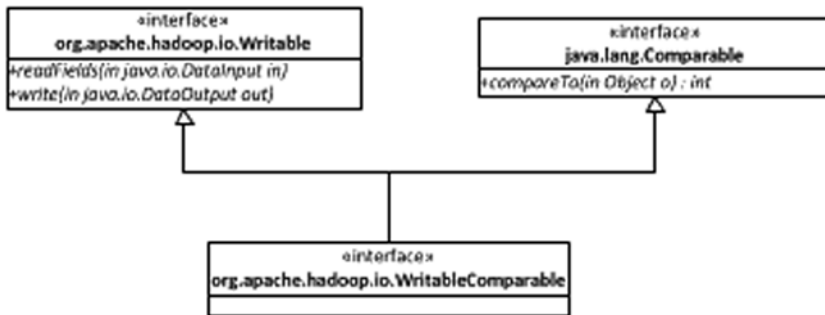 «interface»
org.apache.hadoop.io.Writable
+readFields(in java.io.DataInput in)
+write(in java.io.DataOutput out)
«interface»
java.lang.Comparable
+compareTo(in Object o) : int
«interface»
org.apache.hadoop.io.WritableComparable